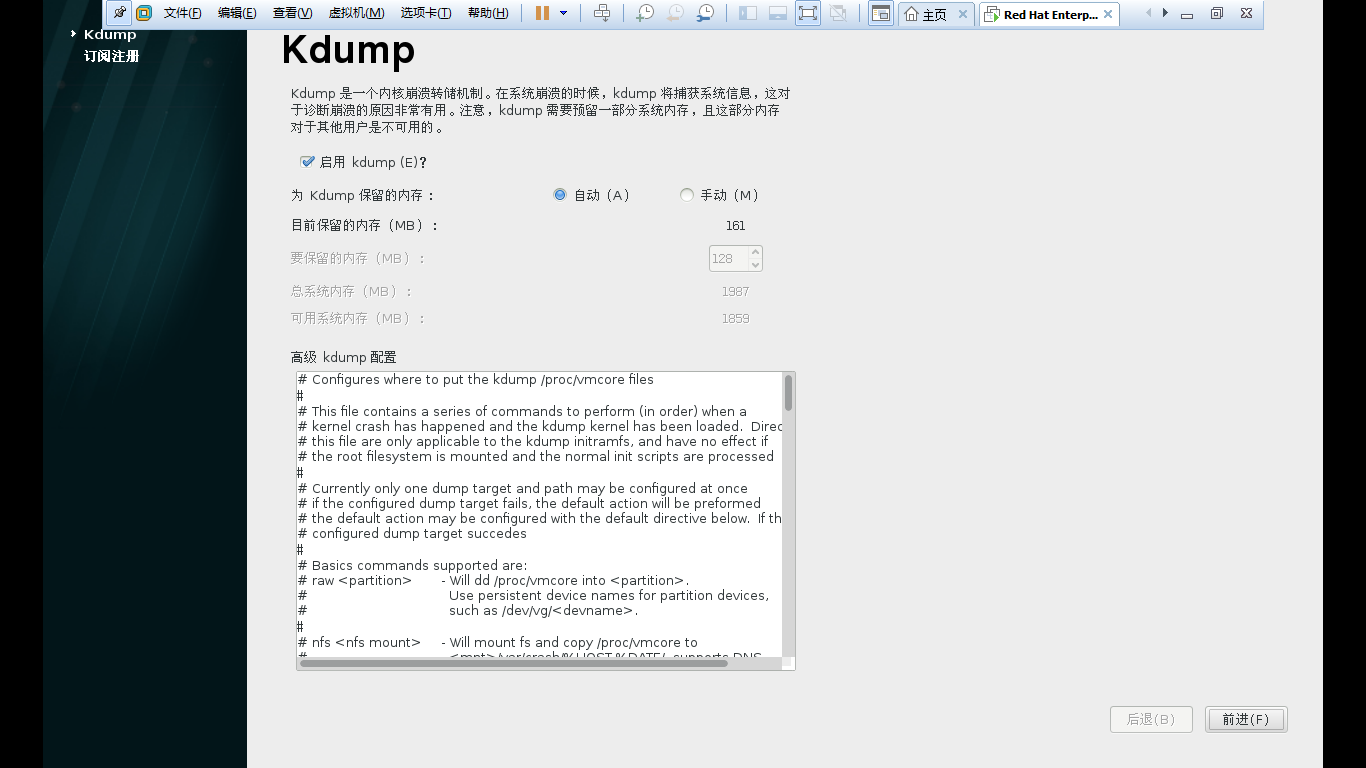 文件(F) 编辑(E) 查看(V) 虚拟机(M) 选项卡(T) 帮助(H) 主页 Red Hat Enterp...
Kdump
订阅注册
Kdump
Kdump 是一个内核崩溃转储机制。在系统崩溃的时候，kdump 将捕获系统信息，这对
于诊断崩溃的原因非常有用。注意，kdump 需要预留一部分系统内存，且这部分内存
对于其他用户是不可用的。
启用 kdump (E)?
为 Kdump 保留的内存： 自动（A） 手动（M）
目前保留的内存（MB）： 161
要保留的内存（MB）： 128
总系统内存（MB）： 1987
可用系统内存（MB）： 1859
高级 kdump 配置
# Configures where to put the kdump /proc/vmcore files
#
# This file contains a series of commands to perform (in order) when a
# kernel crash has happened and the kdump kernel has been loaded.  Direc
# this file are only applicable to the kdump initramfs, and have no effect if
# the root filesystem is mounted and the normal init scripts are processed
#
# Currently only one dump target and path may be configured at once
# if the configured dump target fails, the default action will be preformed
# the default action may be configured with the default directive below.  If th
# configured dump target succedes
#
# Basics commands supported are:
# raw <partition> - Will dd /proc/vmcore into <partition>.
# Use persistent device names for partition devices,
# such as /dev/vg/<devname>.
#
# nfs <nfs mount> - Will mount fs and copy /proc/vmcore to
# <mnt>/var/crash/%HOST-%DATE/, supports DNS.
后退(B) 前进(F)